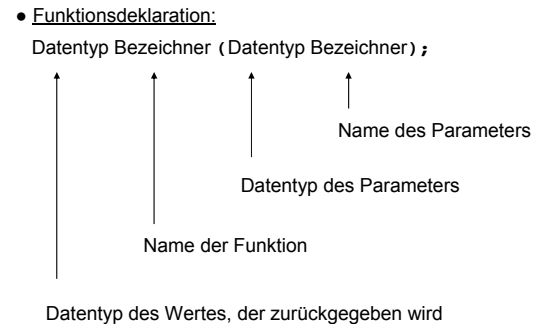 ● Funktionsdeklaration:
Datentyp Bezeichner (Datentyp Bezeichner);
Name des Parameters
Datentyp des Parameters
Name der Funktion
Datentyp des Wertes, der zurückgegeben wird